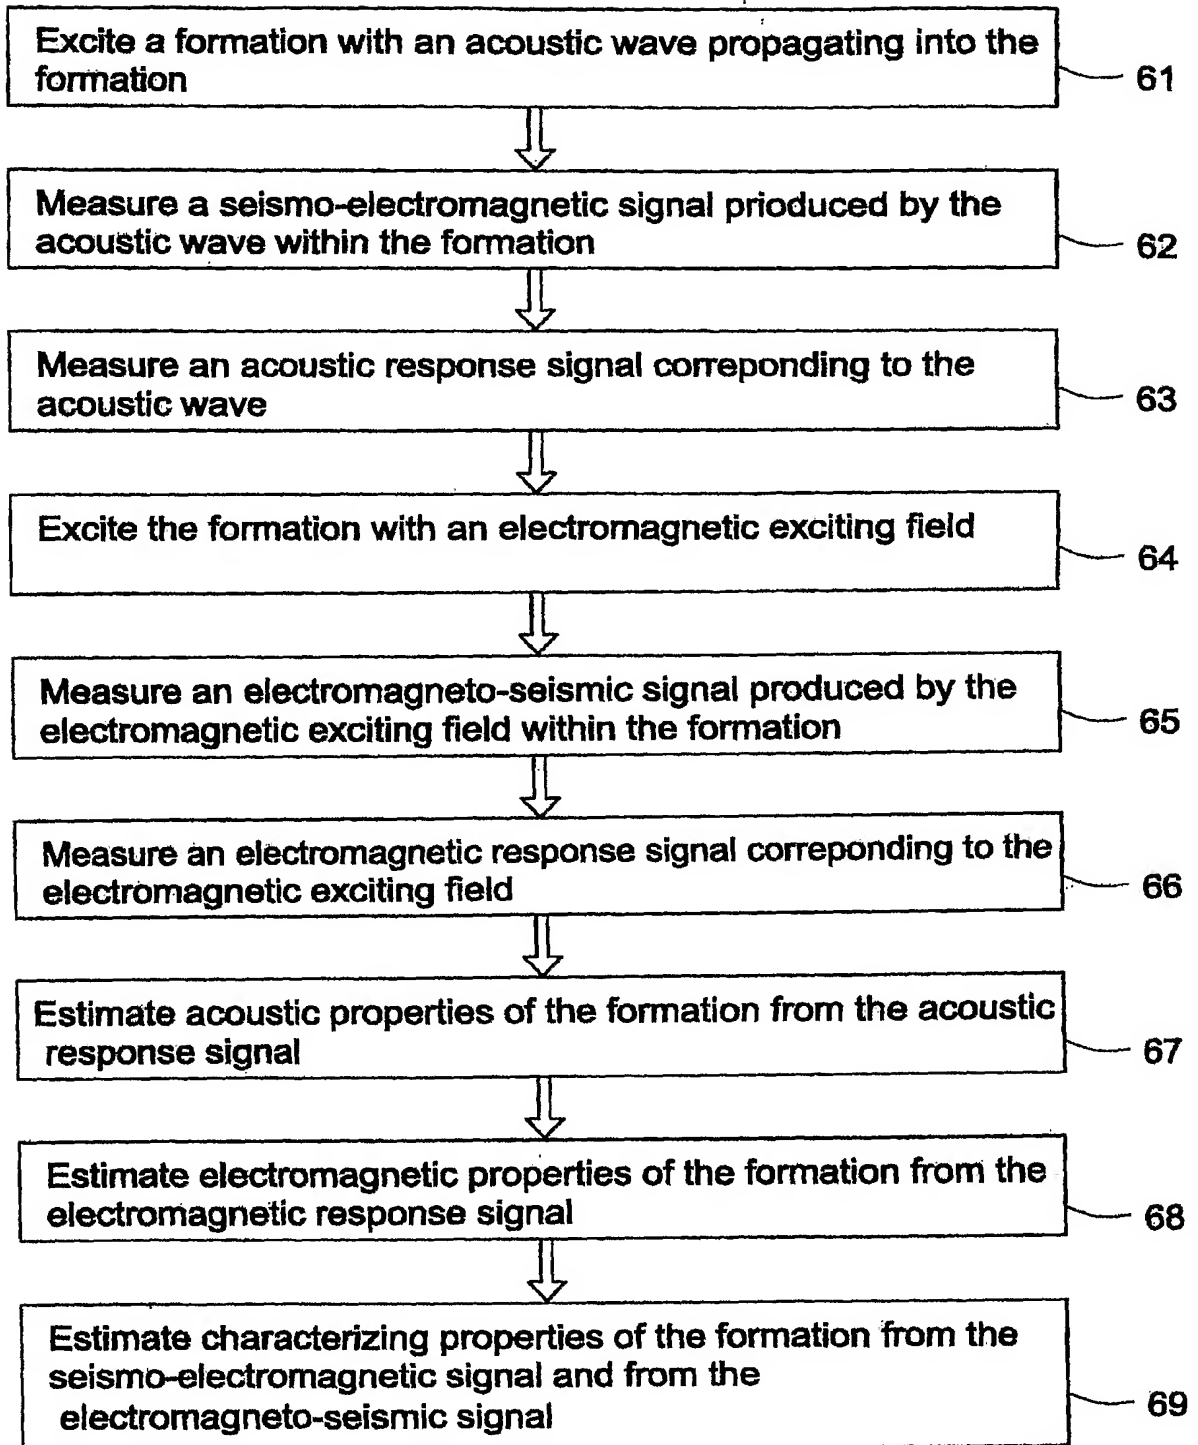 Excite a formation with an acoustic wave propagating into the
formation
61
Measure a seismo-electromagnetic signal prioduced by the
acoustic wave within the formation
62
Measure an acoustic response signal correponding to the
acoustic wave
63
Excite the formation with an electromagnetic exciting field
64
Measure an electromagneto-seismic signal produced by the
electromagnetic exciting field within the formation
65
Measure an electromagnetic response signal correponding to the
electromagnetic exciting field
66
Estimate acoustic properties of the formation from the acoustic
response signal
67
Estimate electromagnetic properties of the formation from the
electromagnetic response signal
68
Estimate characterizing properties of the formation from the
seismo-electromagnetic signal and from the
electromagneto-seismic signal
69